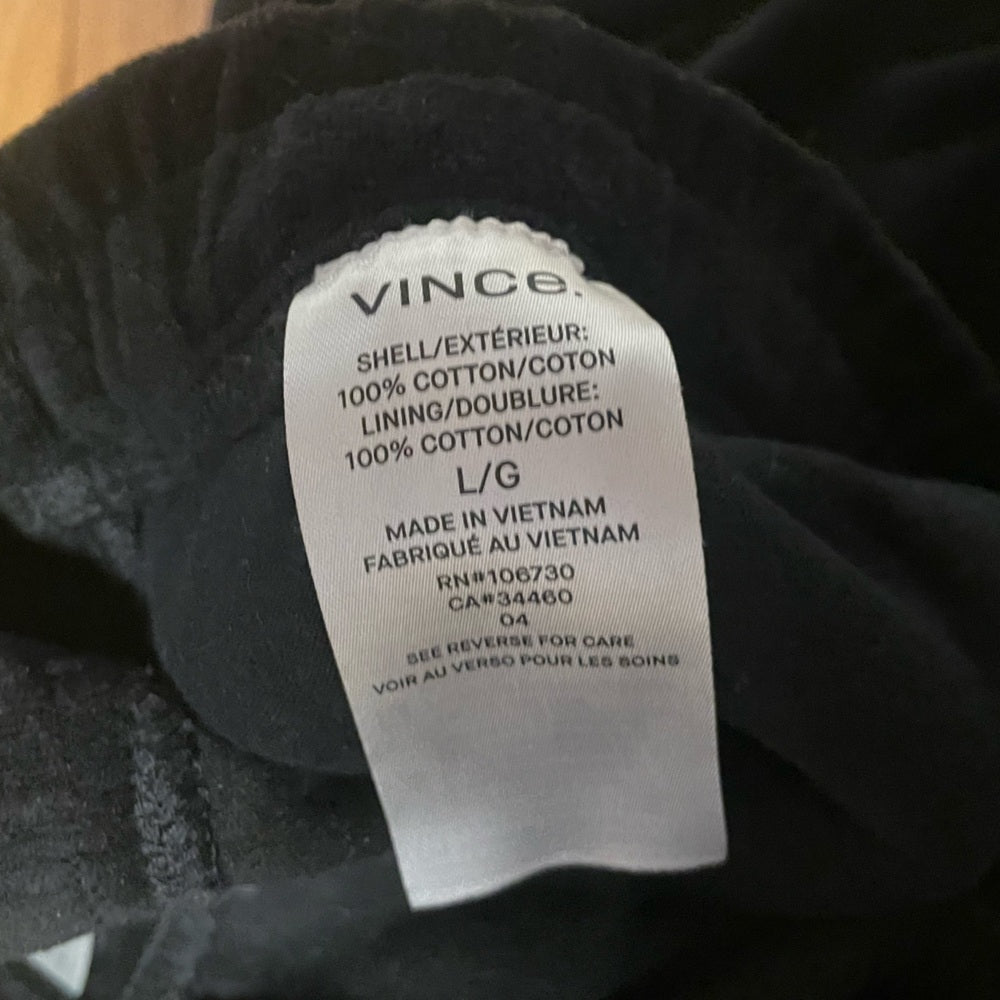 VINCe.
SHELL/EXTÉRIEUR:
100% COTTON/COTON
LINING/DOUBLURE:
100% COTTON/COTON
L/G
MADE IN VIETNAM
FABRIQUÉ AU VIETNAM
RN#106730
CA#34460
04
SEE REVERSE FOR CARE
VOIR AU VERSO POUR LES SOINS